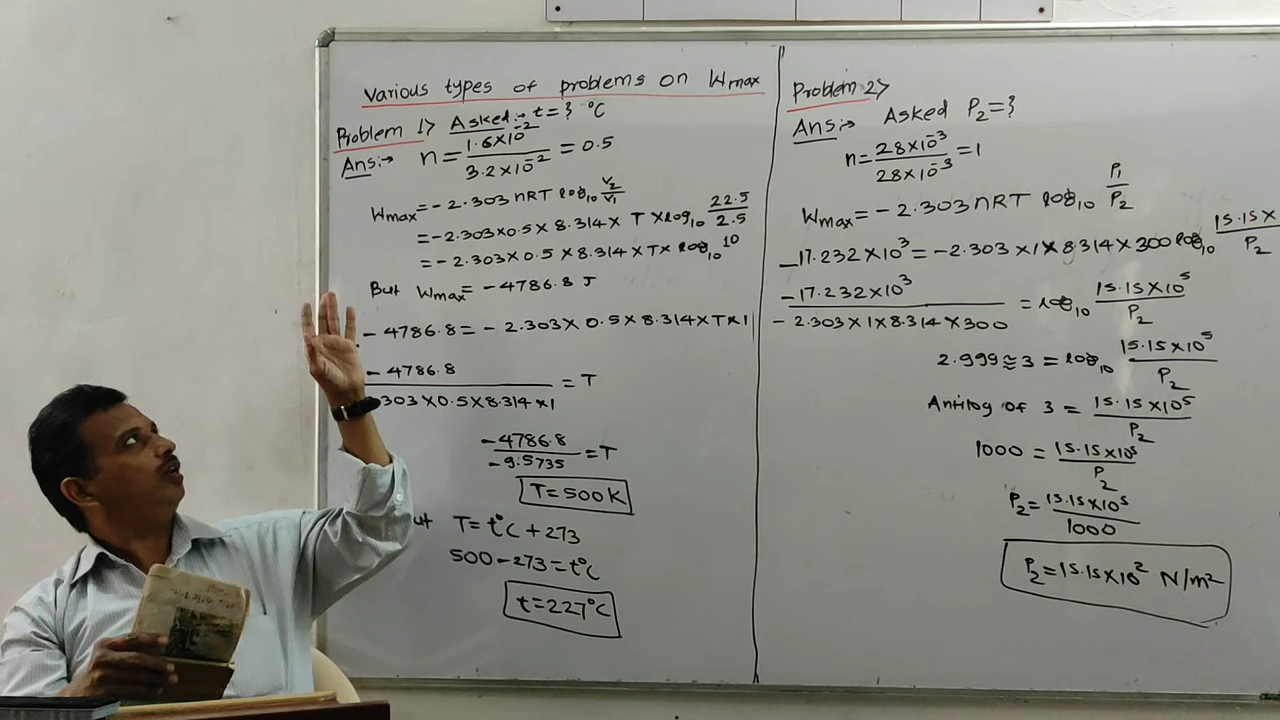 Various types of problems on Wmax
Problem 1> Asked:- t=? °C
Ans:→ n = 1.6×10⁻² / 3.2×10⁻² = 0.5
Wmax = - 2.303 nRT log₁₀ V₂/V₁
= -2.303×0.5×8.314× T×log₁₀ 22.5/2.5
= -2.303×0.5×8.314×T× log₁₀ 10
But Wmax = - 4786.8 J
- 4786.8 = - 2.303× 0.5×8.314×T×1
- 4786.8 / 303×0.5×8.314×1 = T
-4786.8 / -9.5735 = T
T=500K
ut T= t°C + 273
500-273=t°C
t=227°C
Problem 2>
Ans:→ Asked P₂=?
n= 28×10⁻³ / 28×10⁻³ =1
Wmax = - 2.303 nRT log₁₀ P₁/P₂
-17.232×10³ = -2.303×1×8.314×300 log₁₀ 15.15× / P₂
-17.232×10³ / -2.303×1×8.314×300 = log₁₀ 15.15×10⁵ / P₂
2.999≈3 = log₁₀ 15.15×10⁵ / P₂
Antilog of 3 = 15.15×10⁵ / P₂
1000 = 15.15×10⁵ / P₂
P₂= 15.15×10⁵ / 1000
P₂=15.15×10² N/m²